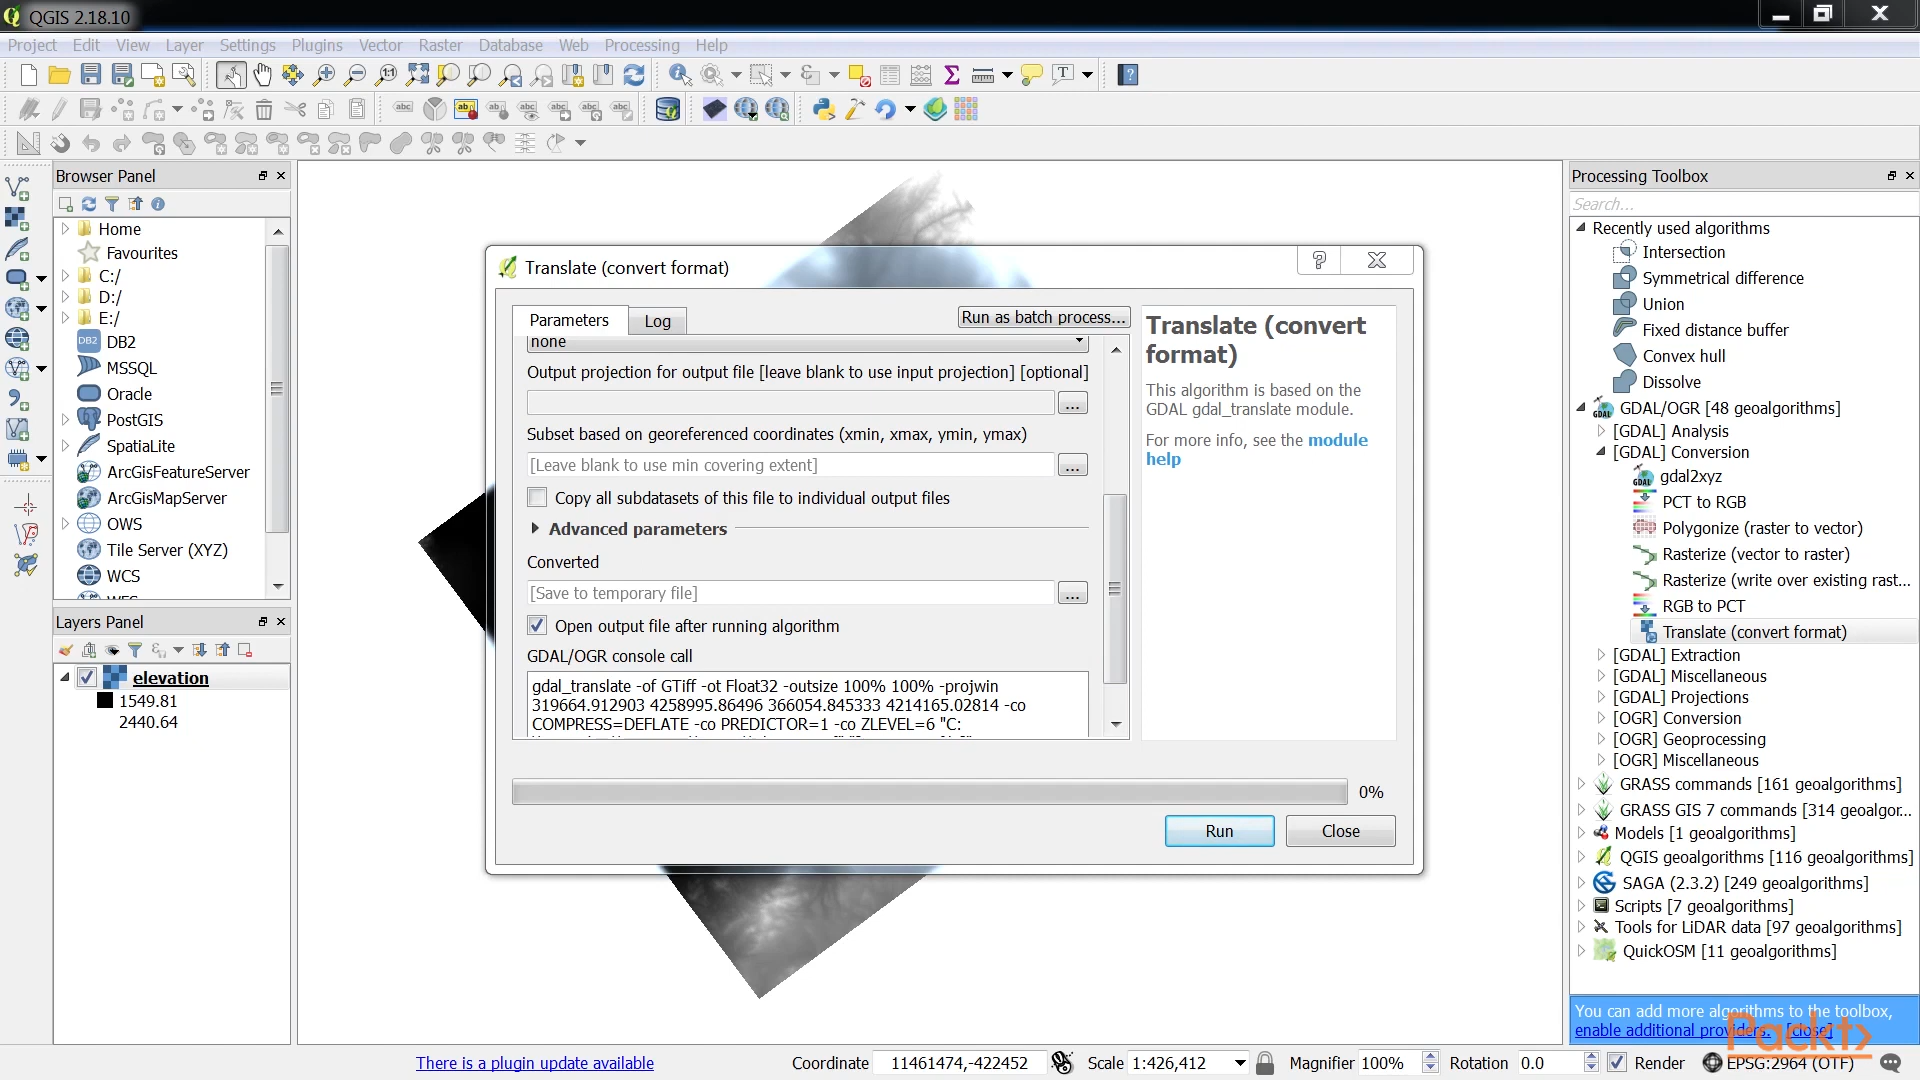 QGIS 2.18.10
Project Edit View Layer Settings Plugins Vector Raster Database Web Processing Help
Browser Panel
Home
Favourites
C:/
D:/
E:/
DB2
MSSQL
Oracle
PostGIS
SpatiaLite
ArcGisFeatureServer
ArcGisMapServer
OWS
Tile Server (XYZ)
WCS
Layers Panel
elevation
1549.81
2440.64
Translate (convert format)
Parameters
Log
Run as batch process...
none
Output projection for output file [leave blank to use input projection] [optional]
...
Subset based on georeferenced coordinates (xmin, xmax, ymin, ymax)
[Leave blank to use min covering extent]
...
Copy all subdatasets of this file to individual output files
Advanced parameters
Converted
[Save to temporary file]
...
Open output file after running algorithm
GDAL/OGR console call
gdal_translate -of GTiff -ot Float32 -outsize 100% 100% -projwin
319664.912903 4258995.86496 366054.845333 4214165.02814 -co
COMPRESS=DEFLATE -co PREDICTOR=1 -co ZLEVEL=6 "C:
Translate (convert
format)
This algorithm is based on the
GDAL gdal_translate module.
For more info, see the module
help
0%
Run
Close
Processing Toolbox
Search...
Recently used algorithms
Intersection
Symmetrical difference
Union
Fixed distance buffer
Convex hull
Dissolve
GDAL/OGR [48 geoalgorithms]
[GDAL] Analysis
[GDAL] Conversion
gdal2xyz
PCT to RGB
Polygonize (raster to vector)
Rasterize (vector to raster)
Rasterize (write over existing rast...
RGB to PCT
Translate (convert format)
[GDAL] Extraction
[GDAL] Miscellaneous
[GDAL] Projections
[OGR] Conversion
[OGR] Geoprocessing
[OGR] Miscellaneous
GRASS commands [161 geoalgorithms]
GRASS GIS 7 commands [314 geoalgor...
Models [1 geoalgorithms]
QGIS geoalgorithms [116 geoalgorithms]
SAGA (2.3.2) [249 geoalgorithms]
Scripts [7 geoalgorithms]
Tools for LiDAR data [97 geoalgorithms]
QuickOSM [11 geoalgorithms]
You can add more algorithms to the toolbox,
enable additional providers. [close]
Packt>
There is a plugin update available
Coordinate 11461474,-422452 Scale 1:426,412 Magnifier 100% Rotation 0.0 Render EPSG:2964 (OTF)